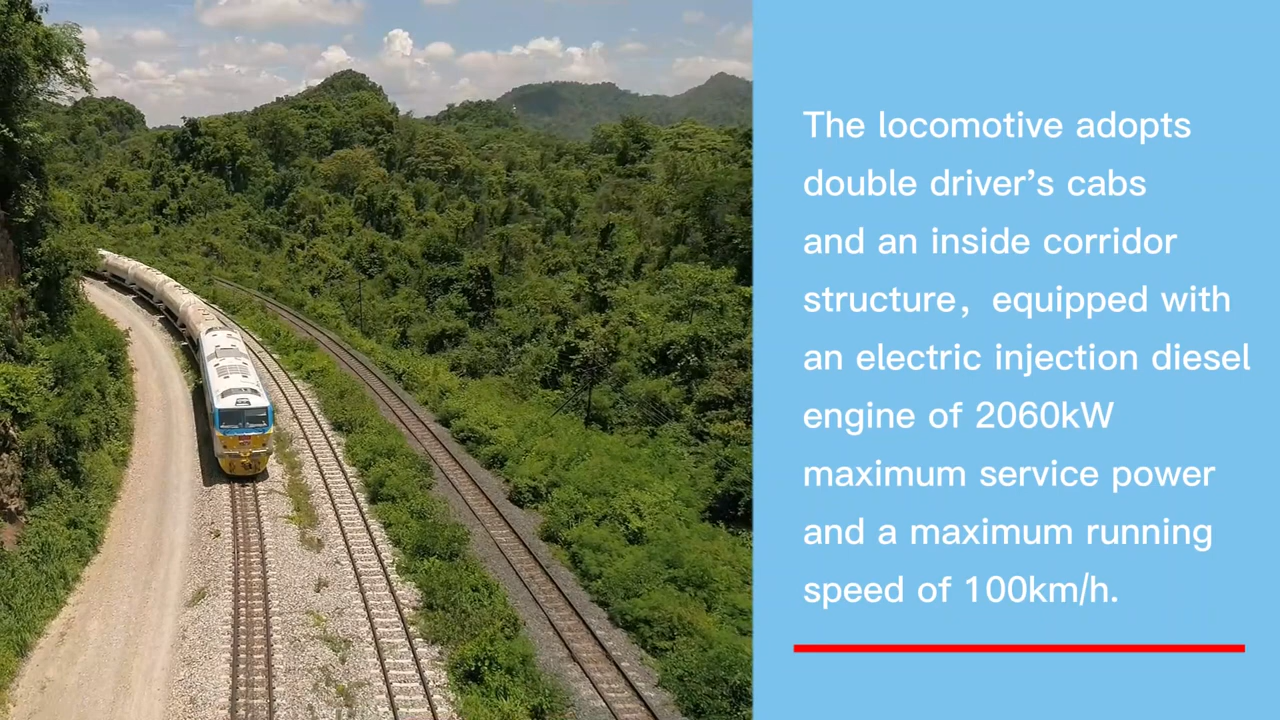 The locomotive adopts
double driver’s cabs
and an inside corridor
structure，equipped with
an electric injection diesel
engine of 2060kW
maximum service power
and a maximum running
speed of 100km/h.